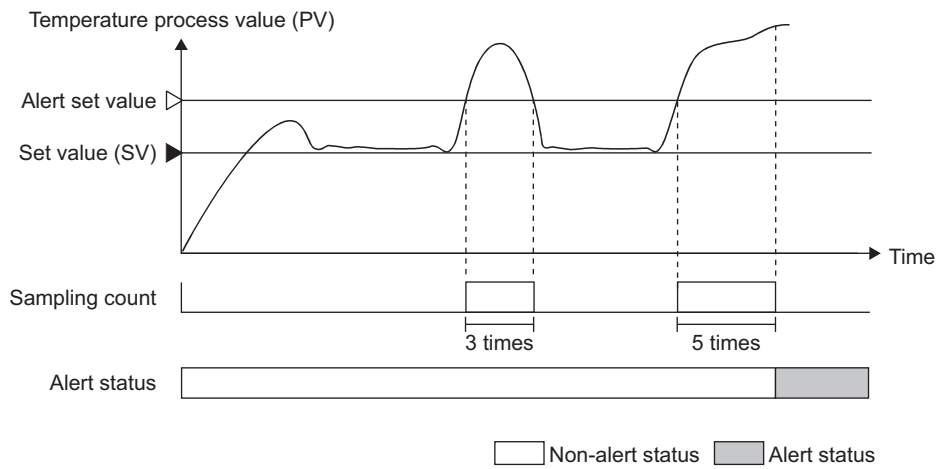 Temperature process value (PV)
Alert set value
Set value (SV)
Time
Sampling count
3 times
5 times
Alert status
Non-alert status
Alert status